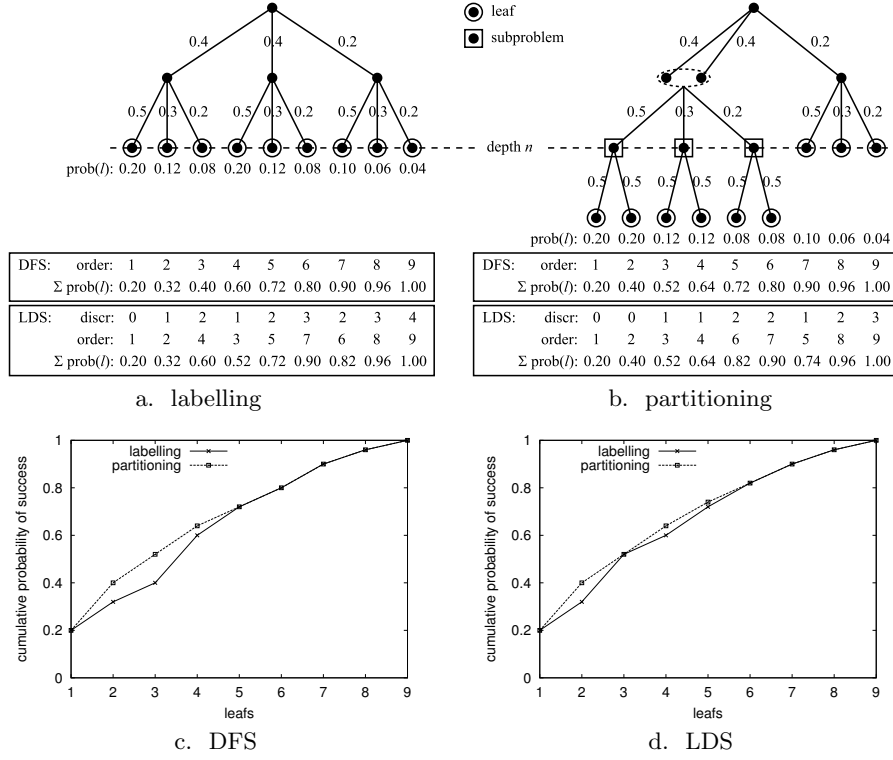 0.4 0.4 0.2
0.5 0.3 0.2 0.5 0.3 0.2 0.5 0.3 0.2
prob(l): 0.20 0.12 0.08 0.20 0.12 0.08 0.10 0.06 0.04
DFS: order: 1 2 3 4 5 6 7 8 9
Σ prob(l): 0.20 0.32 0.40 0.60 0.72 0.80 0.90 0.96 1.00
LDS: discr: 0 1 2 1 2 3 2 3 4
order: 1 2 4 3 5 7 6 8 9
Σ prob(l): 0.20 0.32 0.60 0.52 0.72 0.90 0.82 0.96 1.00
a. labelling
leaf
subproblem
depth n
0.4 0.4 0.2
0.5 0.3 0.2 0.5 0.3 0.2
0.5 0.5 0.5 0.5 0.5 0.5
prob(l): 0.20 0.20 0.12 0.12 0.08 0.08 0.10 0.06 0.04
DFS: order: 1 2 3 4 5 6 7 8 9
Σ prob(l): 0.20 0.40 0.52 0.64 0.72 0.80 0.90 0.96 1.00
LDS: discr: 0 0 1 1 2 2 1 2 3
order: 1 2 3 4 6 7 5 8 9
Σ prob(l): 0.20 0.40 0.52 0.64 0.82 0.90 0.74 0.96 1.00
b. partitioning
cumulative probability of success
1
0.8
0.6
0.4
0.2
0
labelling
partitioning
1 2 3 4 5 6 7 8 9
leafs
c. DFS
cumulative probability of success
1
0.8
0.6
0.4
0.2
0
labelling
partitioning
1 2 3 4 5 6 7 8 9
leafs
d. LDS